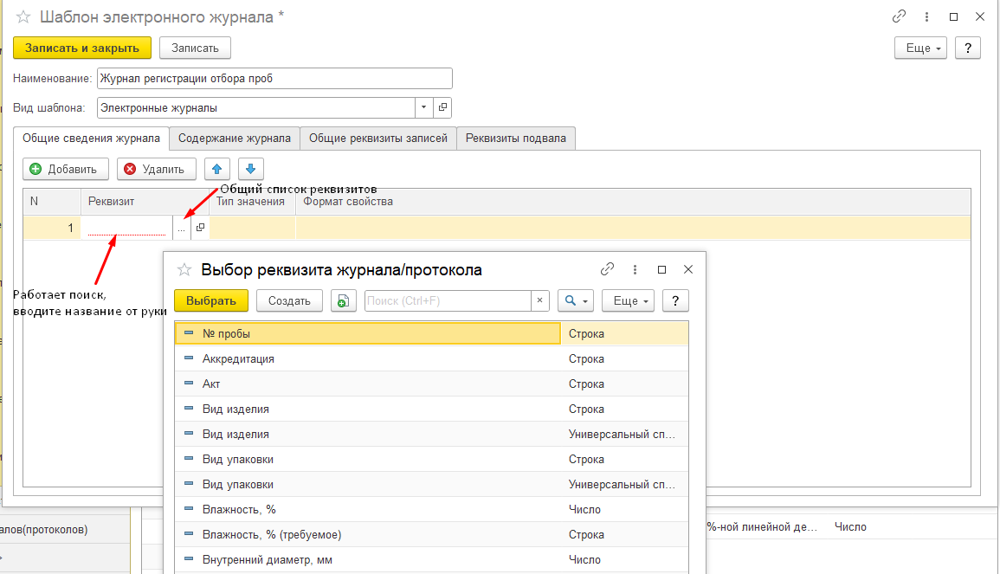 Шаблон электронного журнала *
Записать и закрыть Записать Еще ?
Наименование: Журнал регистрации отбора проб
Вид шаблона: Электронные журналы
Общие сведения журнала Содержание журнала Общие реквизиты записей Реквизиты подвала
Добавить Удалить
Общий список реквизитов
N Реквизит Тип значения Формат свойства
1 ...
Работает поиск,
вводите название от руки
Выбор реквизита журнала/протокола
Выбрать Создать Поиск (Ctrl+F) × Еще ?
№ пробы Строка
Аккредитация Строка
Акт Строка
Вид изделия Строка
Вид изделия Универсальный сп...
Вид упаковки Строка
Вид упаковки Универсальный сп...
Влажность, % Число
Влажность, % (требуемое) Строка
Внутренний диаметр, мм Число
алов(протоколов) %-ной линейной де... Число